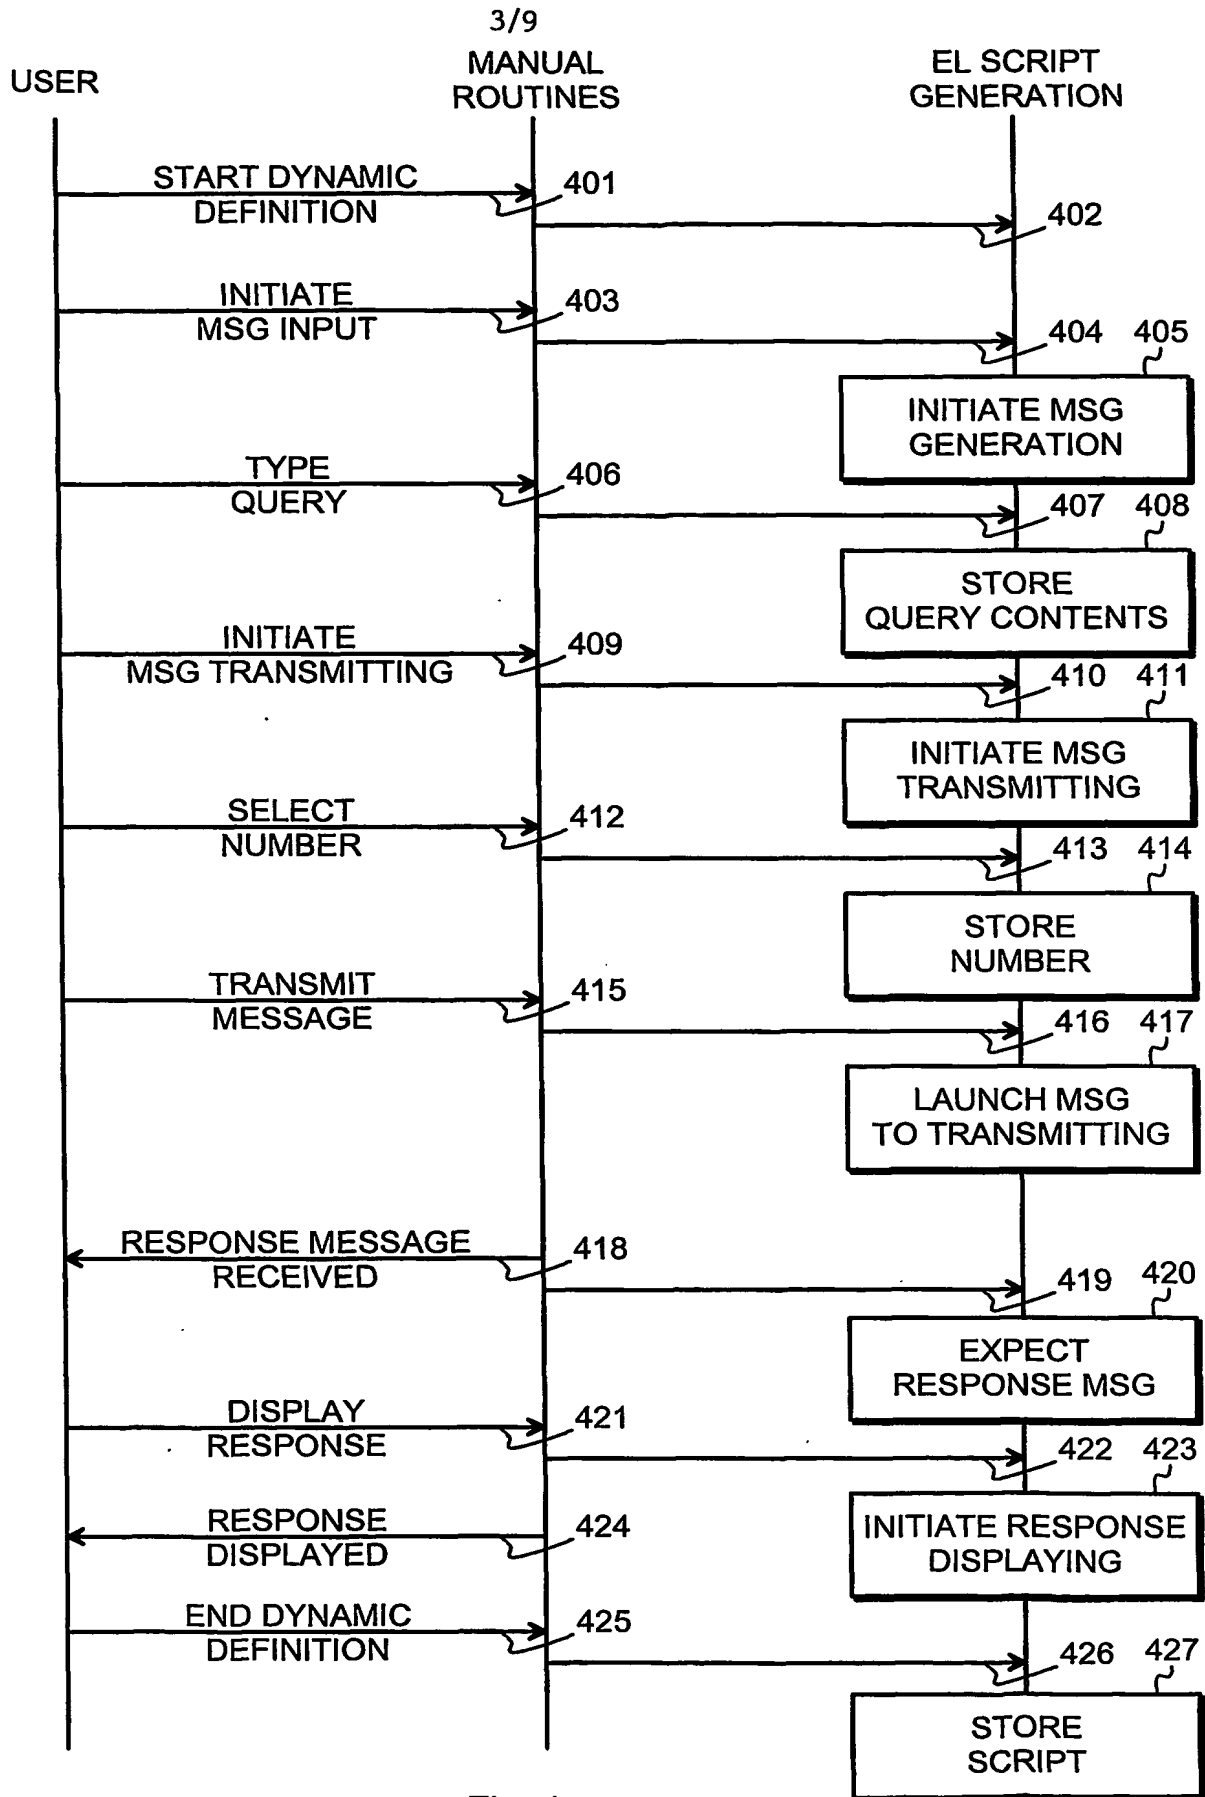 3/9
USER
MANUAL
ROUTINES
EL SCRIPT
GENERATION
START DYNAMIC
DEFINITION
401
402
INITIATE
MSG INPUT
403
404
405
INITIATE MSG
GENERATION
TYPE
QUERY
406
407
408
STORE
QUERY CONTENTS
INITIATE
MSG TRANSMITTING
409
410
411
INITIATE MSG
TRANSMITTING
SELECT
NUMBER
412
413
414
STORE
NUMBER
TRANSMIT
MESSAGE
415
416
417
LAUNCH MSG
TO TRANSMITTING
RESPONSE MESSAGE
RECEIVED
418
419
420
EXPECT
RESPONSE MSG
DISPLAY
RESPONSE
421
422
423
INITIATE RESPONSE
DISPLAYING
RESPONSE
DISPLAYED
424
END DYNAMIC
DEFINITION
425
426
427
STORE
SCRIPT